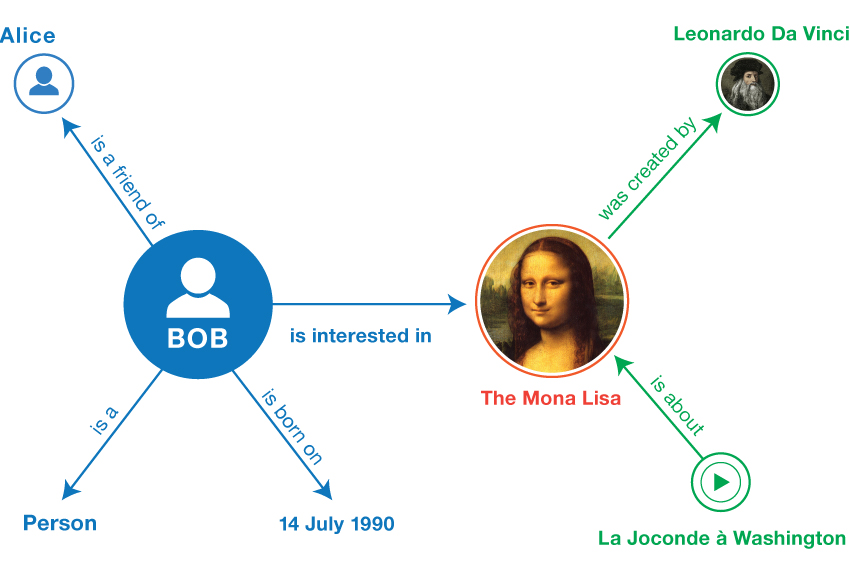 Alice
Leonardo Da Vinci
is a friend of
was created by
BOB
is interested in
The Mona Lisa
is a
is born on
is about
Person
14 July 1990
La Joconde à Washington